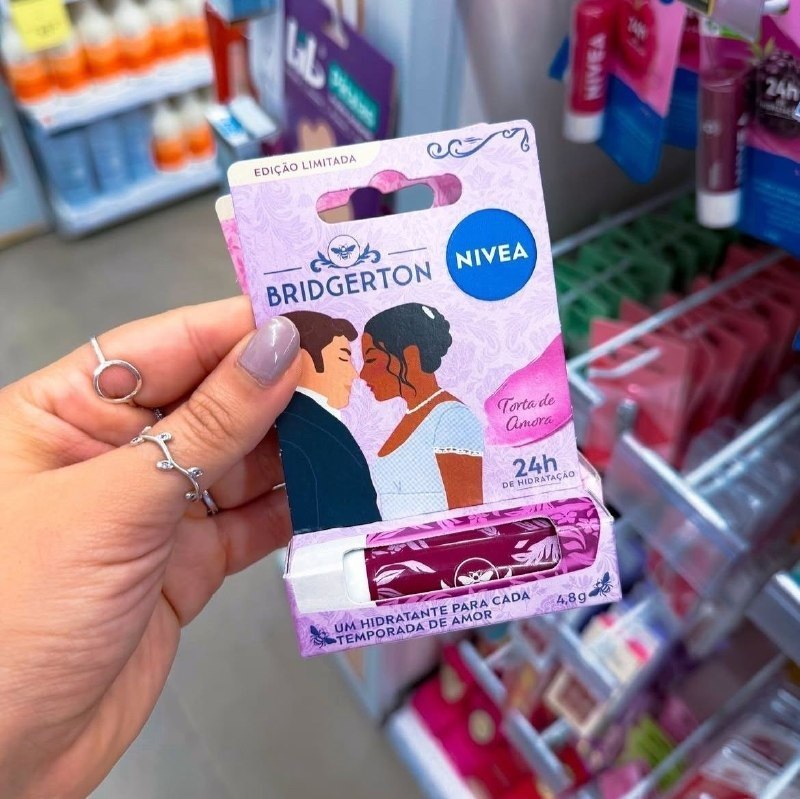 EDIÇÃO LIMITADA
BRIDGERTON
NIVEA
Torta de
Amora
24h
DE HIDRATAÇÃO
UM HIDRATANTE PARA CADA
TEMPORADA DE AMOR
4,8g
NIVEA
24H
24h